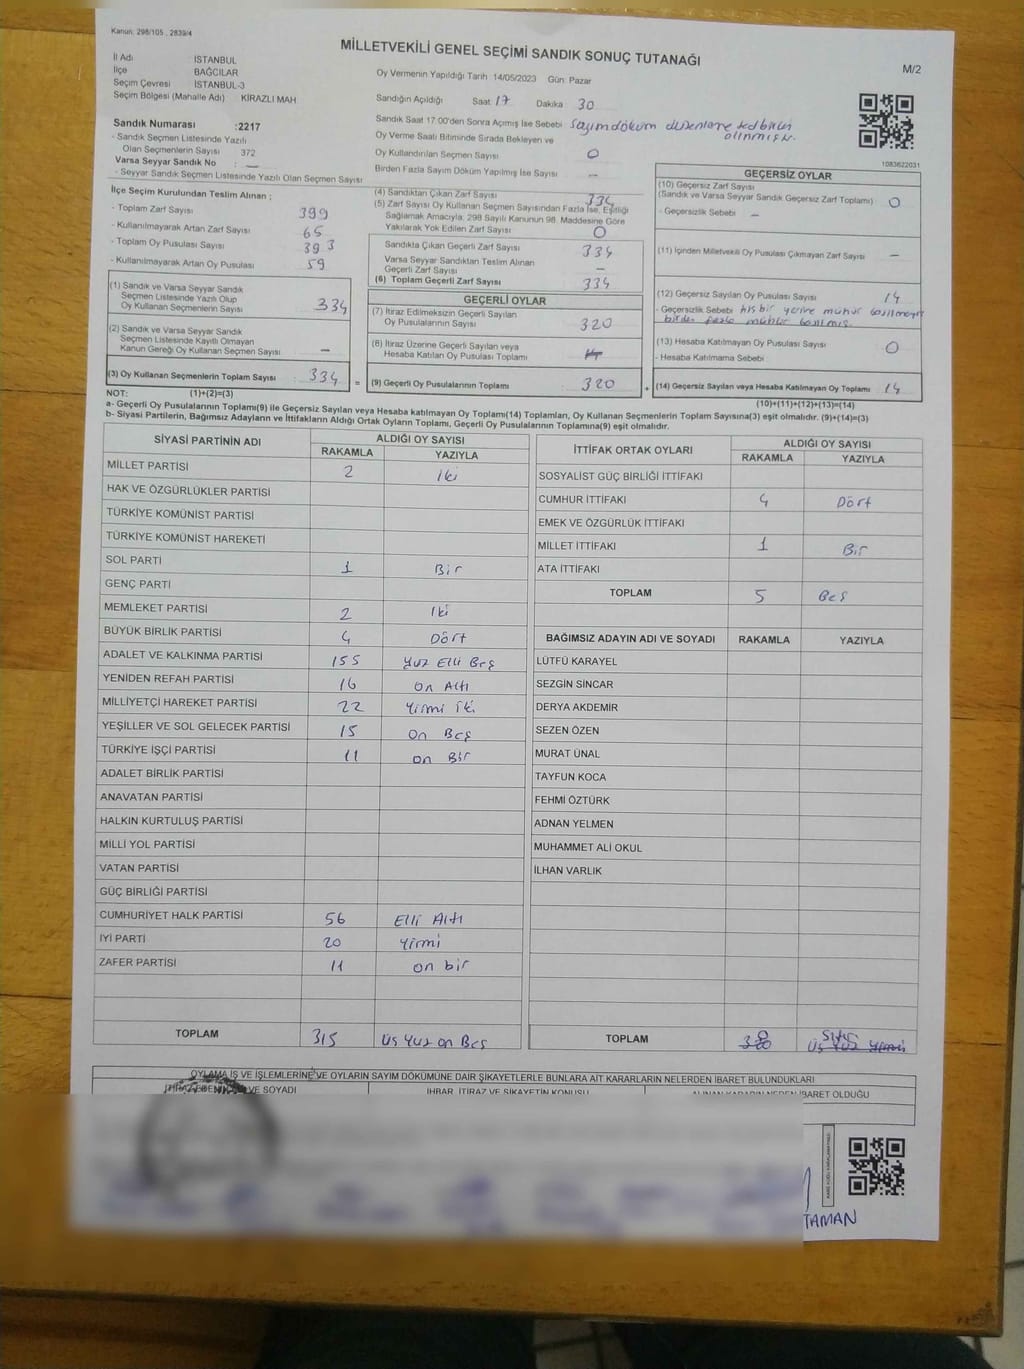 Kanun: 298/105 , 2839/4
MİLLETVEKİLİ GENEL SEÇİMİ SANDIK SONUÇ TUTANAĞI
M/2
İl Adı İSTANBUL
İlçe BAĞCILAR
Seçim Çevresi İSTANBUL-3
Seçim Bölgesi (Mahalle Adı) KİRAZLI MAH
Oy Vermenin Yapıldığı Tarih 14/05/2023 Gün: Pazar
Sandığın Açıldığı Saat: 17 Dakika 30
Sandık Saat 17:00'den Sonra Açımış İse Sebebi: Sayım döküm düzenlere tedbirleri alınmıştır.
Oy Verme Saati Bitiminde Sırada Bekleyen ve
Oy Kullandırılan Seçmen Sayısı 0
Birden Fazla Sayım Döküm Yapılmış İse Sayısı —
1083622031
Sandık Numarası :2217
- Sandık Seçmen Listesinde Yazılı
Olan Seçmenlerin Sayısı 372
Varsa Seyyar Sandık No : —
- Seyyar Sandık Seçmen Listesinde Yazılı Olan Seçmen Sayısı
İlçe Seçim Kurulundan Teslim Alınan ;
- Toplam Zarf Sayısı 399
- Kullanılmayarak Artan Zarf Sayısı 65
- Toplam Oy Pusulası Sayısı 393
- Kullanılmayarak Artan Oy Pusulası 59
(1) Sandık ve Varsa Seyyar Sandık
Seçmen Listesinde Yazılı Olup
Oy Kullanan Seçmenlerin Sayısı 334
(2) Sandık ve Varsa Seyyar Sandık
Seçmen Listesinde Kayıtlı Olmayan
Kanun Gereği Oy Kullanan Seçmen Sayısı —
(3) Oy Kullanan Seçmenlerin Toplam Sayısı : 334
(4) Sandıktan Çıkan Zarf Sayısı 334
(5) Zarf Sayısı Oy Kullanan Seçmen Sayısından Fazla İse, Eşitliği
Sağlamak Amacıyla, 298 Sayılı Kanunun 98. Maddesine Göre
Yakılarak Yok Edilen Zarf Sayısı 0
Sandıkta Çıkan Geçerli Zarf Sayısı 334
Varsa Seyyar Sandıktan Teslim Alınan
Geçerli Zarf Sayısı —
(6) Toplam Geçerli Zarf Sayısı 334
GEÇERLİ OYLAR
(7) İtiraz Edilmeksizin Geçerli Sayılan
Oy Pusulalarının Sayısı 320
(8) İtiraz Üzerine Geçerli Sayılan veya
Hesaba Katılan Oy Pusulaları Toplamı
= (9) Geçerli Oy Pusulalarının Toplamı : 320
GEÇERSİZ OYLAR
(10) Geçersiz Zarf Sayısı
(Sandık ve Varsa Seyyar Sandık Geçersiz Zarf Toplamı) 0
- Geçersizlik Sebebi —
(11) İçinden Milletvekili Oy Pusulası Çıkmayan Zarf Sayısı —
(12) Geçersiz Sayılan Oy Pusulası Sayısı 14
- Geçersizlik Sebebi hiçbir yerine mühür basılmayıp
birden fazla mühür basılmış
(13) Hesaba Katılmayan Oy Pusulası Sayısı 0
- Hesaba Katılmama Sebebi
+ (14) Geçersiz Sayılan veya Hesaba Katılmayan Oy Toplamı 14
NOT: (1)+(2)=(3)
(10)+(11)+(12)+(13)=(14)
a- Geçerli Oy Pusulalarının Toplamı(9) ile Geçersiz Sayılan veya Hesaba katılmayan Oy Toplamı(14) Toplamları, Oy Kullanan Seçmenlerin Toplam Sayısına(3) eşit olmalıdır. (9)+(14)=(3)
b- Siyasi Partilerin, Bağımsız Adayların ve İttifakların Aldığı Ortak Oyların Toplamı, Geçerli Oy Pusulalarının Toplamına(9) eşit olmalıdır.
SİYASİ PARTİNİN ADI ALDIĞI OY SAYISI
RAKAMLA YAZIYLA
MİLLET PARTİSİ 2 iki
HAK VE ÖZGÜRLÜKLER PARTİSİ
TÜRKİYE KOMÜNİST PARTİSİ
TÜRKİYE KOMÜNİST HAREKETİ
SOL PARTİ 1 Bir
GENÇ PARTİ
MEMLEKET PARTİSİ 2 iki
BÜYÜK BİRLİK PARTİSİ 4 Dört
ADALET VE KALKINMA PARTİSİ 155 Yüz Elli Beş
YENİDEN REFAH PARTİSİ 16 On Altı
MİLLİYETÇİ HAREKET PARTİSİ 22 Yirmi iki
YEŞİLLER VE SOL GELECEK PARTİSİ 15 On Beş
TÜRKİYE İŞÇİ PARTİSİ 11 On Bir
ADALET BİRLİK PARTİSİ
ANAVATAN PARTİSİ
HALKIN KURTULUŞ PARTİSİ
MİLLİ YOL PARTİSİ
VATAN PARTİSİ
GÜÇ BİRLİĞİ PARTİSİ
CUMHURİYET HALK PARTİSİ 56 Elli Altı
İYİ PARTİ 20 Yirmi
ZAFER PARTİSİ 11 on bir
TOPLAM 315 Üç Yüz on Beş
İTTİFAK ORTAK OYLARI ALDIĞI OY SAYISI
RAKAMLA YAZIYLA
SOSYALİST GÜÇ BİRLİĞİ İTTİFAKI
CUMHUR İTTİFAKI 4 Dört
EMEK VE ÖZGÜRLÜK İTTİFAKI
MİLLET İTTİFAKI 1 Bir
ATA İTTİFAKI
TOPLAM 5 Beş
BAĞIMSIZ ADAYIN ADI VE SOYADI RAKAMLA YAZIYLA
LÜTFÜ KARAYEL
SEZGİN SİNCAR
DERYA AKDEMİR
SEZEN ÖZEN
MURAT ÜNAL
TAYFUN KOCA
FEHMİ ÖZTÜRK
ADNAN YELMEN
MUHAMMET ALİ OKUL
İLHAN VARLIK
TOPLAM 0 Sıfır
OYLAMA İŞ VE İŞLEMLERİNE VE OYLARIN SAYIM DÖKÜMÜNE DAİR ŞİKAYETLERLE BUNLARA AİT KARARLARIN NELERDEN İBARET BULUNDUKLARI
İTİRAZ EDENİN ADI VE SOYADI İHBAR, İTİRAZ VE ŞİKAYETİN KONUSU ALINAN KARARIN NEDEN İBARET OLDUĞU
TAMAN